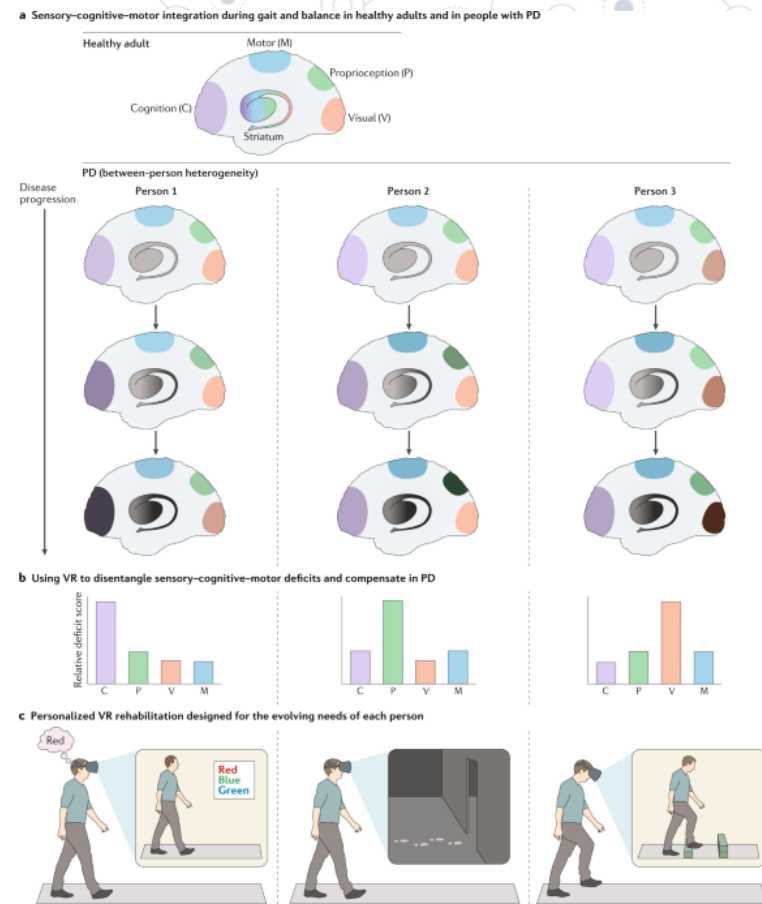 a Sensory–cognitive–motor integration during gait and balance in healthy adults and in people with PD
Healthy adult
Motor (M)
Proprioception (P)
Cognition (C)
Visual (V)
Striatum
PD (between-person heterogeneity)
Disease
progression
Person 1
Person 2
Person 3
b Using VR to disentangle sensory–cognitive–motor deficits and compensate in PD
Relative deficit score
C P V M
C P V M
C P V M
c Personalized VR rehabilitation designed for the evolving needs of each person
Red
Red
Blue
Green